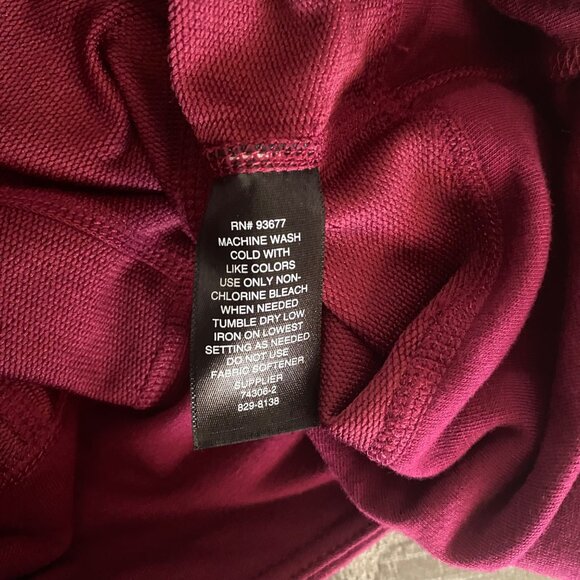 RN# 93677
MACHINE WASH
COLD WITH
LIKE COLORS
USE ONLY NON-
CHLORINE BLEACH
WHEN NEEDED
TUMBLE DRY LOW
IRON ON LOWEST
SETTING AS NEEDED
DO NOT USE
FABRIC SOFTENER
SUPPLIER
74306-2
829-8138